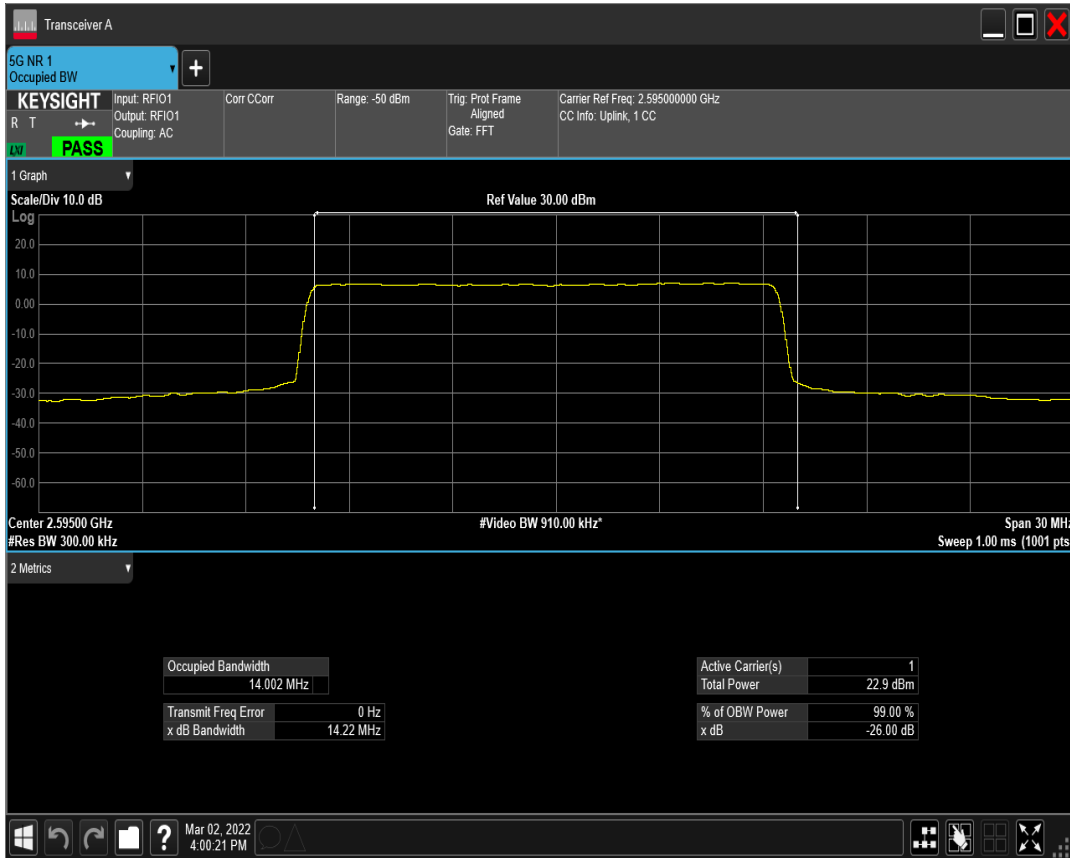 Transceiver A
5G NR 1
Occupied BW
+
KEYSIGHT
R T
LXI
PASS
Input: RFIO1
Output: RFIO1
Coupling: AC
Corr CCorr
Range: -50 dBm
Trig: Prot Frame
Aligned
Gate: FFT
Carrier Ref Freq: 2.595000000 GHz
CC Info: Uplink, 1 CC
1 Graph
Scale/Div 10.0 dB
Ref Value 30.00 dBm
Log
20.0
10.0
0.00
-10.0
-20.0
-30.0
-40.0
-50.0
-60.0
Center 2.59500 GHz
#Video BW 910.00 kHz*
Span 30 MHz
#Res BW 300.00 kHz
Sweep 1.00 ms (1001 pts
2 Metrics
Occupied Bandwidth
14.002 MHz
Transmit Freq Error 0 Hz
x dB Bandwidth 14.22 MHz
Active Carrier(s) 1
Total Power 22.9 dBm
% of OBW Power 99.00 %
x dB -26.00 dB
?
Mar 02, 2022
4:00:21 PM